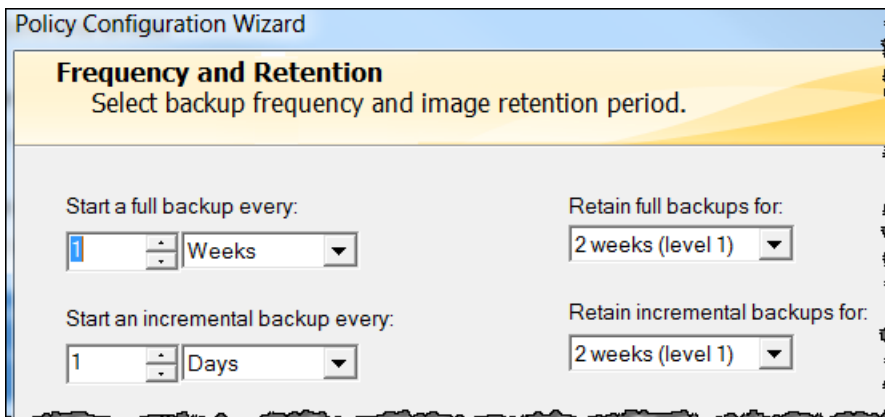 Policy Configuration Wizard
Frequency and Retention
Select backup frequency and image retention period.
Start a full backup every:
1 Weeks
Retain full backups for:
2 weeks (level 1)
Start an incremental backup every:
1 Days
Retain incremental backups for:
2 weeks (level 1)